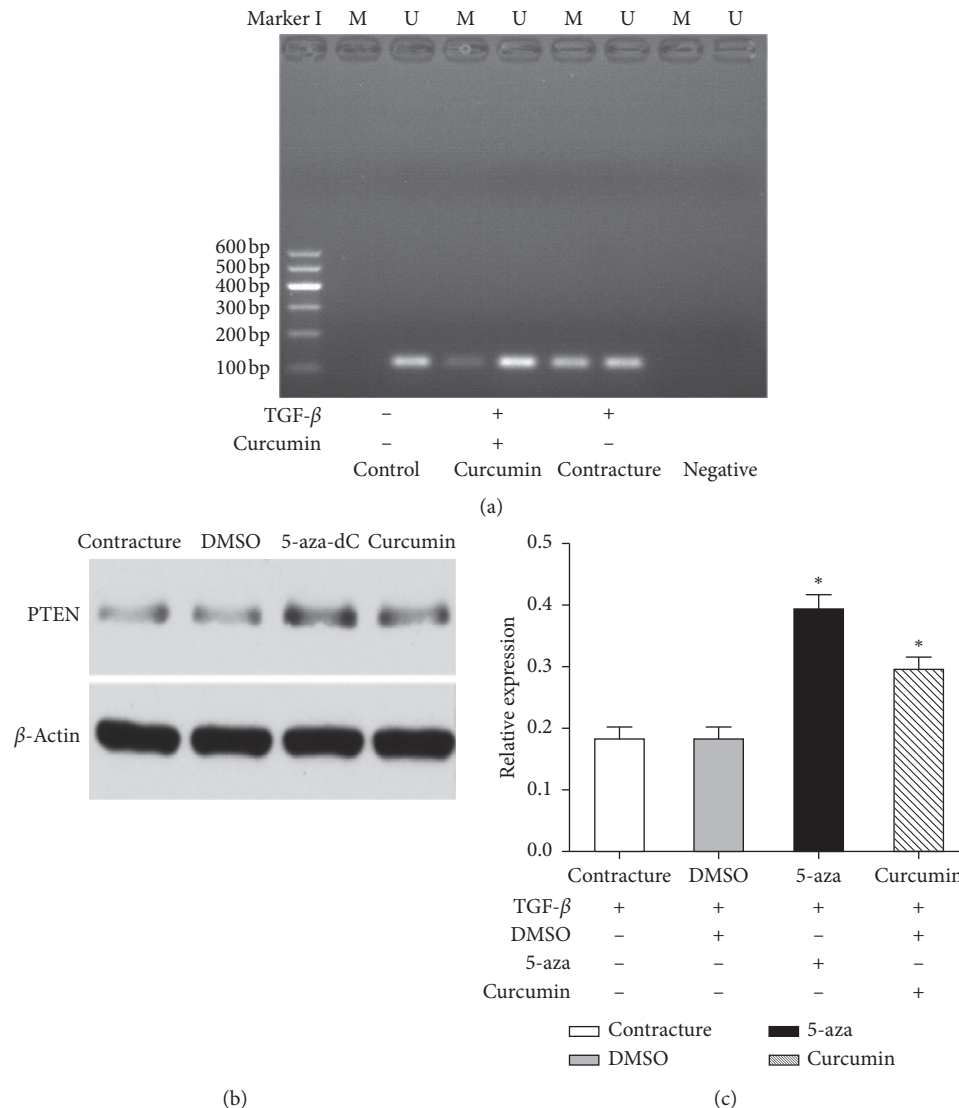 Marker I M U M U M U M U
600 bp
500 bp
400 bp
300 bp
200 bp
100 bp
TGF-β – + +
Curcumin – + –
Control Curcumin Contracture Negative
(a)
Contracture DMSO 5-aza-dC Curcumin
PTEN
β-Actin
(b)
Relative expression
0.5
0.4
0.3
0.2
0.1
0.0
* *
Contracture DMSO 5-aza Curcumin
TGF-β + + + +
DMSO – + – +
5-aza – – + –
Curcumin – – – +
Contracture 5-aza
DMSO Curcumin
(c)